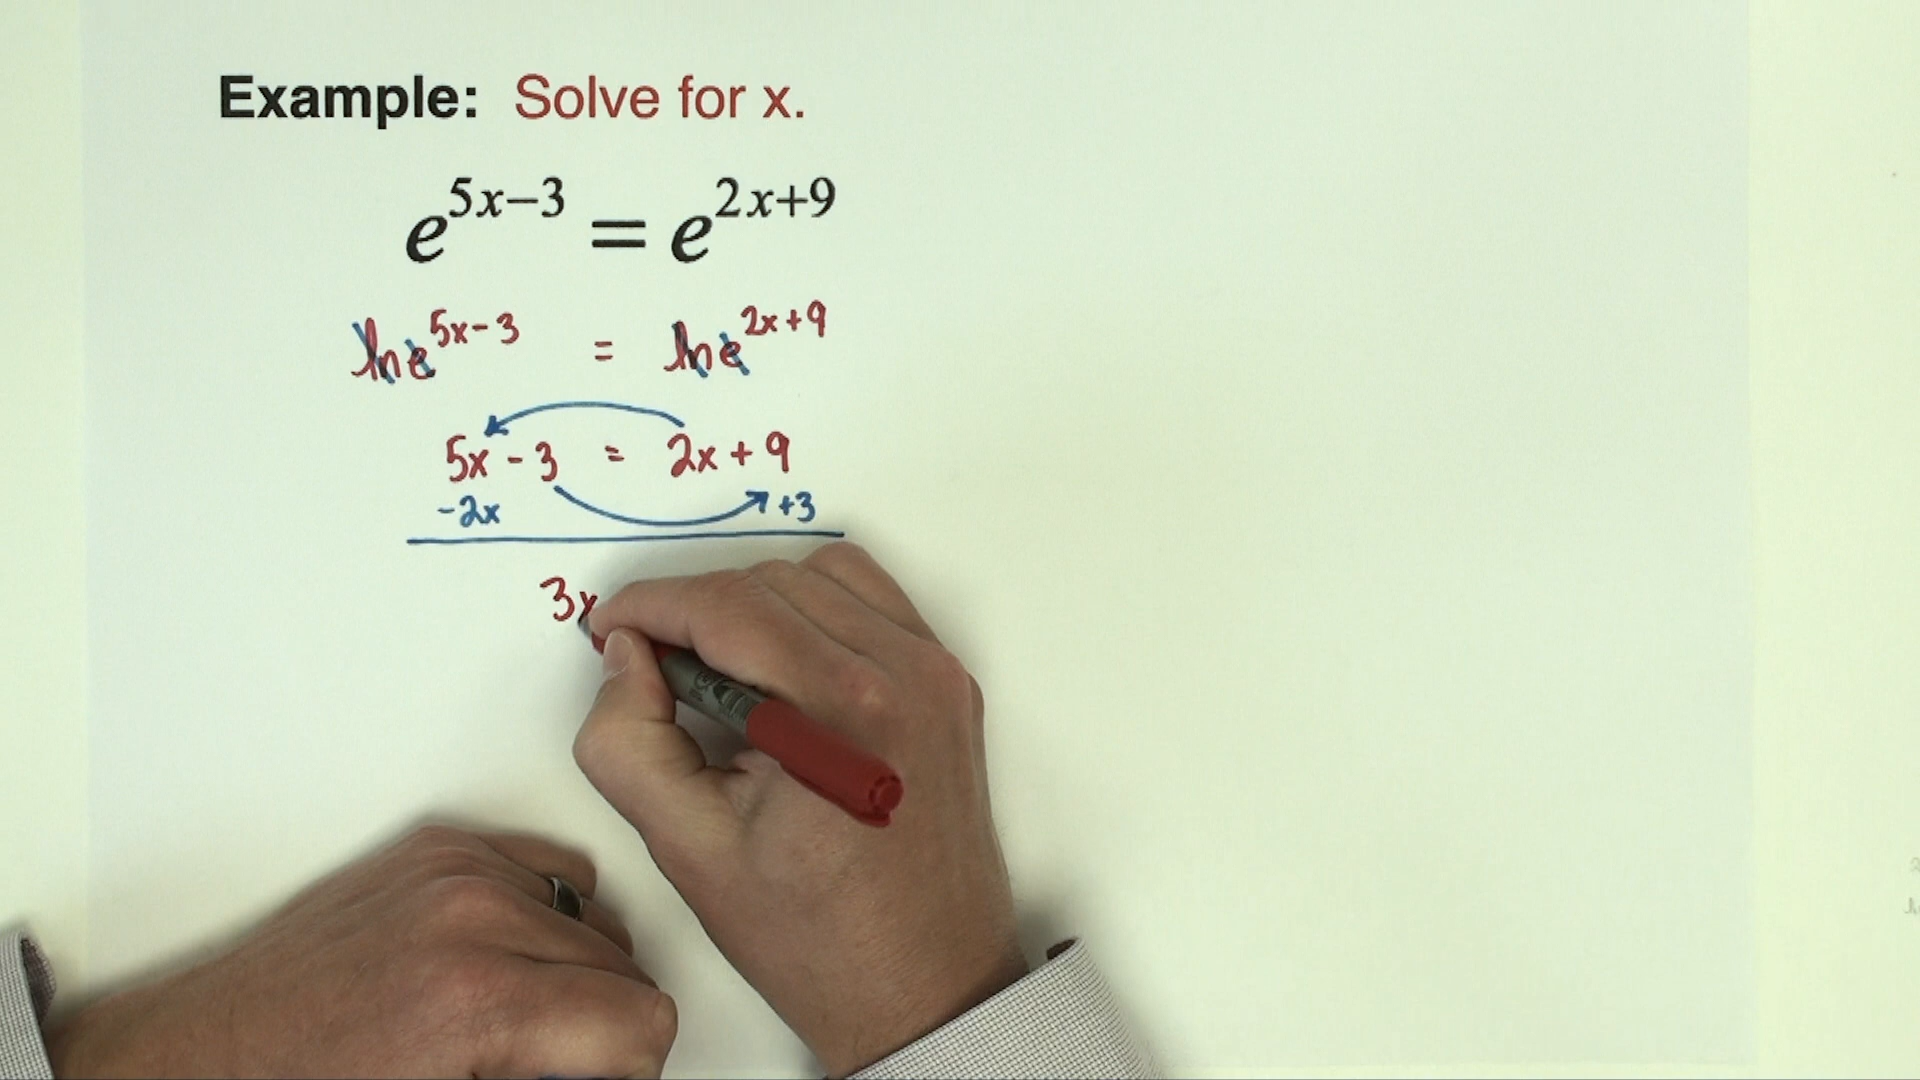 Example: Solve for x.
e^{5x−3} = e^{2x+9}
ln e^{5x-3} = ln e^{2x+9}
5x - 3 = 2x + 9
-2x +3
3x